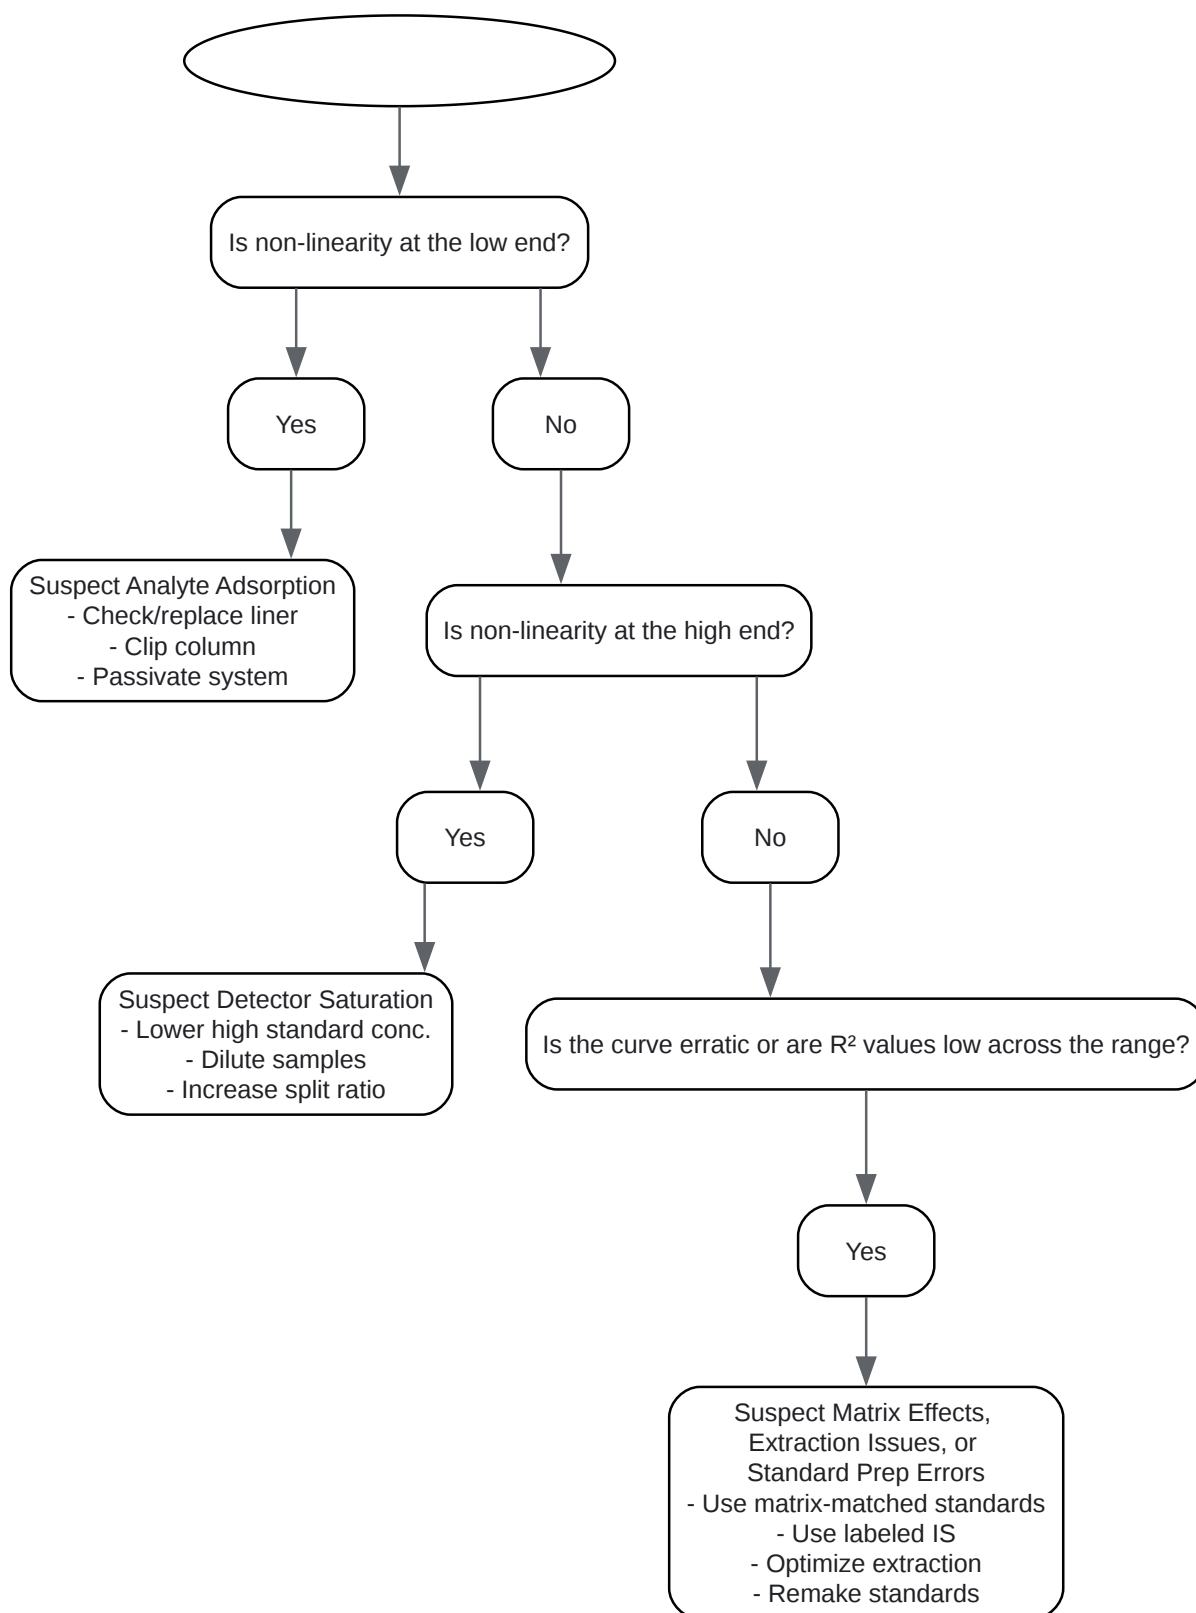 Is non-linearity at the low end?
Yes
No
Suspect Analyte Adsorption
- Check/replace liner
- Clip column
- Passivate system
Is non-linearity at the high end?
Yes
No
Suspect Detector Saturation
- Lower high standard conc.
- Dilute samples
- Increase split ratio
Is the curve erratic or are R² values low across the range?
Yes
Suspect Matrix Effects,
Extraction Issues, or
Standard Prep Errors
- Use matrix-matched standards
- Use labeled IS
- Optimize extraction
- Remake standards